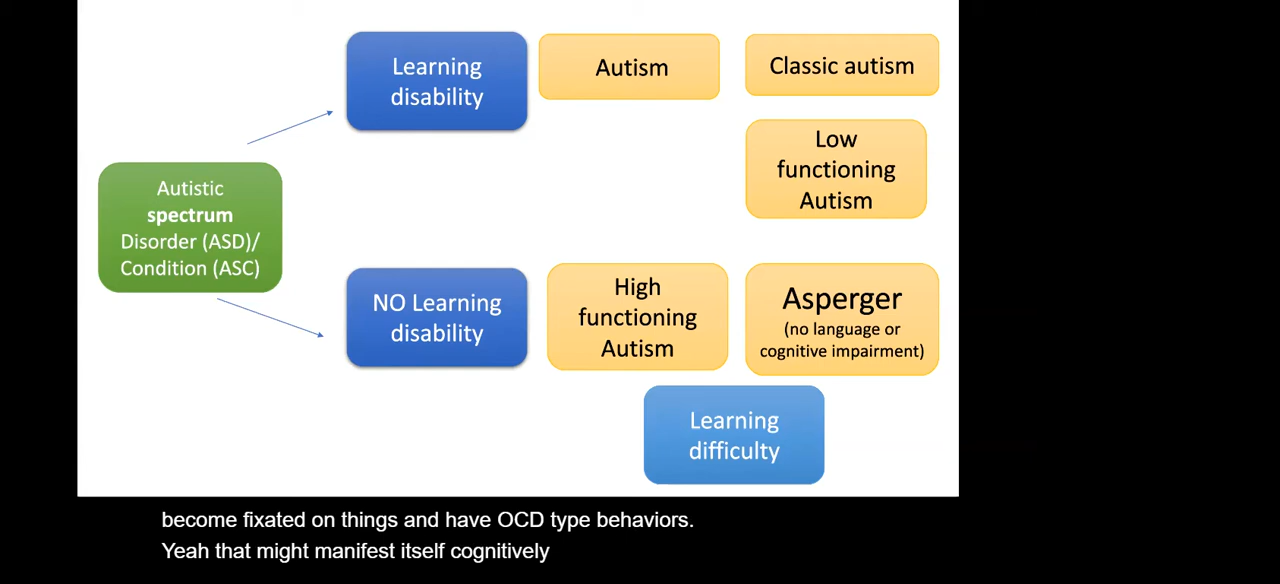 Learning
disability
Autism
Classic autism
Low
functioning
Autism
Autistic
spectrum
Disorder (ASD)/
Condition (ASC)
NO Learning
disability
High
functioning
Autism
Asperger
(no language or
cognitive impairment)
Learning
difficulty
become fixated on things and have OCD type behaviors.
Yeah that might manifest itself cognitively